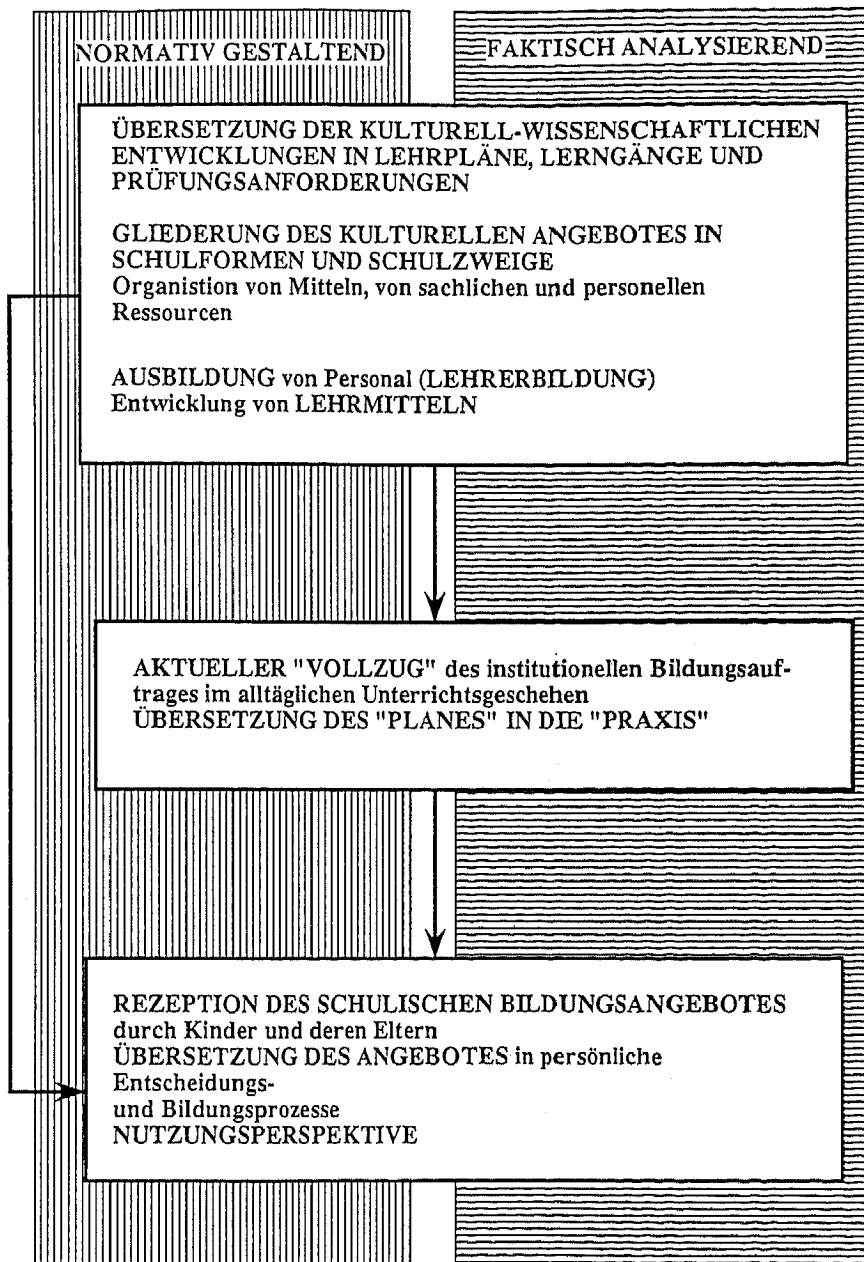 NORMATIV GESTALTEND
FAKTISCH ANALYSIEREND
ÜBERSETZUNG DER KULTURELL-WISSENSCHAFTLICHEN
ENTWICKLUNGEN IN LEHRPLÄNE, LERNGÄNGE UND
PRÜFUNGSANFORDERUNGEN
GLIEDERUNG DES KULTURELLEN ANGEBOTES IN
SCHULFORMEN UND SCHULZWEIGE
Organistion von Mitteln, von sachlichen und personellen
Ressourcen
AUSBILDUNG von Personal (LEHRERBILDUNG)
Entwicklung von LEHRMITTELN
AKTUELLER "VOLLZUG" des institutionellen Bildungsauf-
trages im alltäglichen Unterrichtsgeschehen
ÜBERSETZUNG DES "PLANES" IN DIE "PRAXIS"
REZEPTION DES SCHULISCHEN BILDUNGSANGEBOTES
durch Kinder und deren Eltern
ÜBERSETZUNG DES ANGEBOTES in persönliche
Entscheidungs-
und Bildungsprozesse
NUTZUNGSPERSPEKTIVE